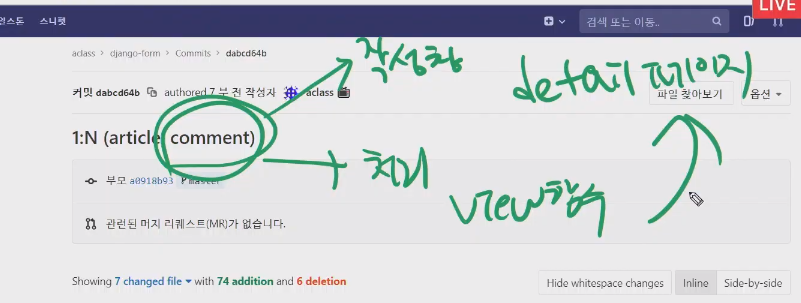 LIVE
얼스톤 스니펫 검색 또는 이동..
aclass > django-form > Commits > dabcd64b
작성창
detail 페이지
커밋 dabcd64b authored 7 분 전 작성자 aclass 파일 찾아보기 옵션
1:N (article comment)
처리
부모 a0918b93 master
view함수
관련된 머지 리퀘스트(MR)가 없습니다.
Showing 7 changed file with 74 addition and 6 deletion Hide whitespace changes Inline Side-by-side